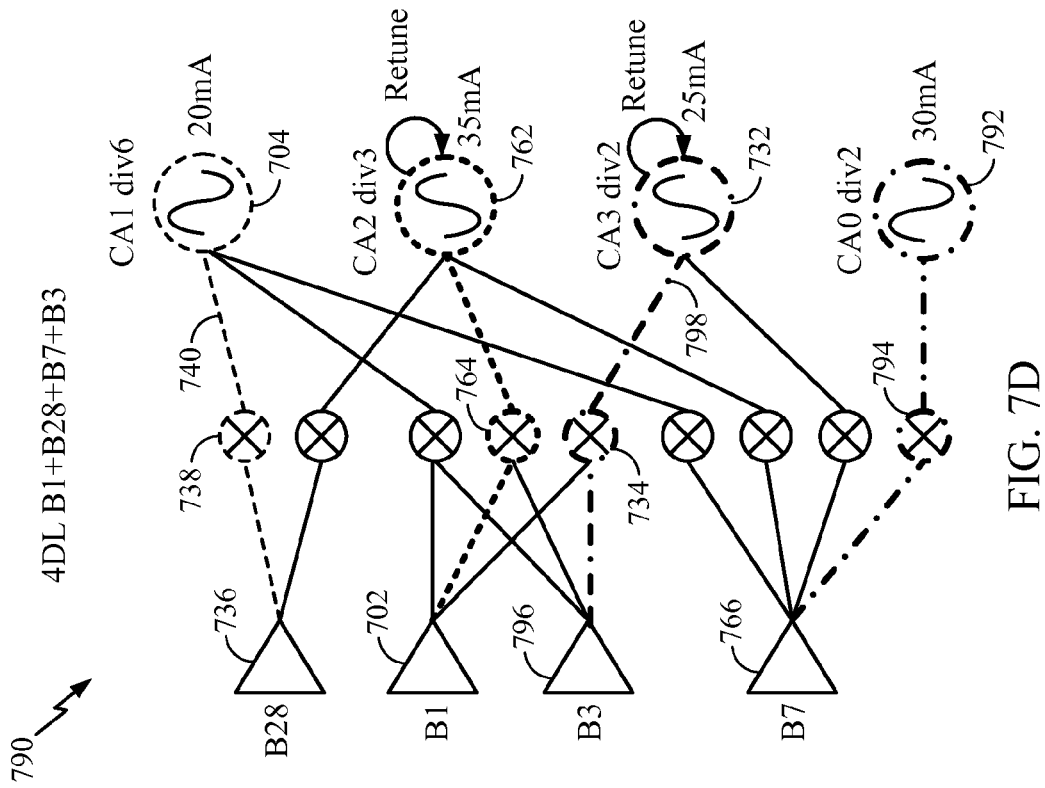 790
4DL B1+B28+B7+B3
B28
736
738
740
CA1 div6
20mA
704
B1
702
764
CA2 div3
Retune
35mA
762
B3
796
734
798
CA3 div2
Retune
25mA
732
B7
766
794
CA0 div2
30mA
792
FIG. 7D